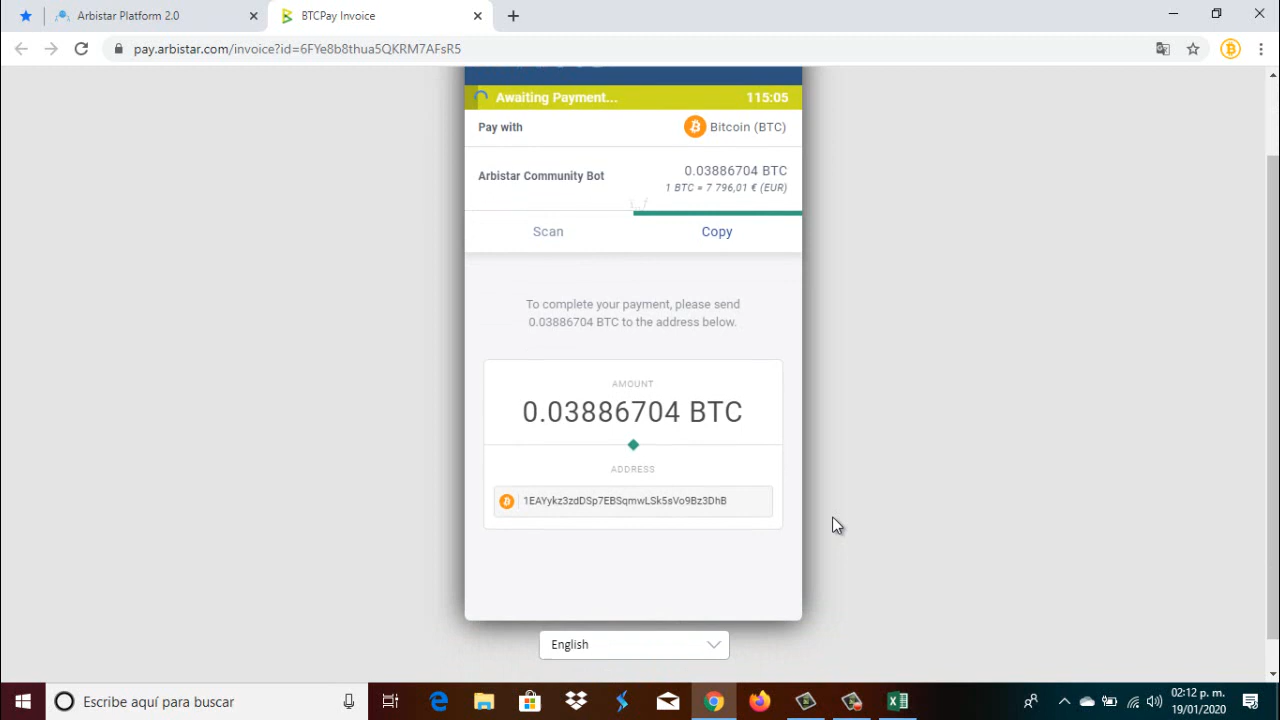 Arbistar Platform 2.0
BTCPay Invoice
pay.arbistar.com/invoice?id=6FYe8b8thua5QKRM7AFsR5
Awaiting Payment...
115:05
Pay with
Bitcoin (BTC)
Arbistar Community Bot
0.03886704 BTC
1 BTC = 7 796,01 € (EUR)
Scan
Copy
To complete your payment, please send
0.03886704 BTC to the address below.
AMOUNT
0.03886704 BTC
ADDRESS
1EAYykz3zdDSp7EBSqmwLSk5sVo9Bz3DhB
English
Escribe aquí para buscar
02:12 p. m.
19/01/2020